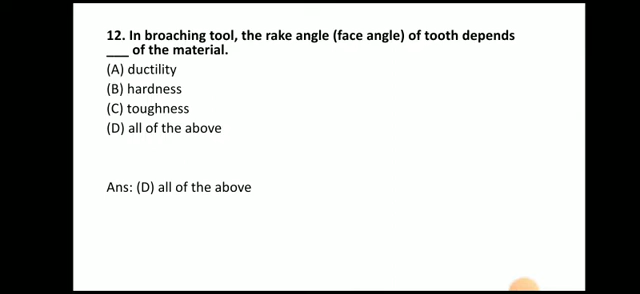 12. In broaching tool, the rake angle (face angle) of tooth depends
___ of the material.
(A) ductility
(B) hardness
(C) toughness
(D) all of the above
Ans: (D) all of the above